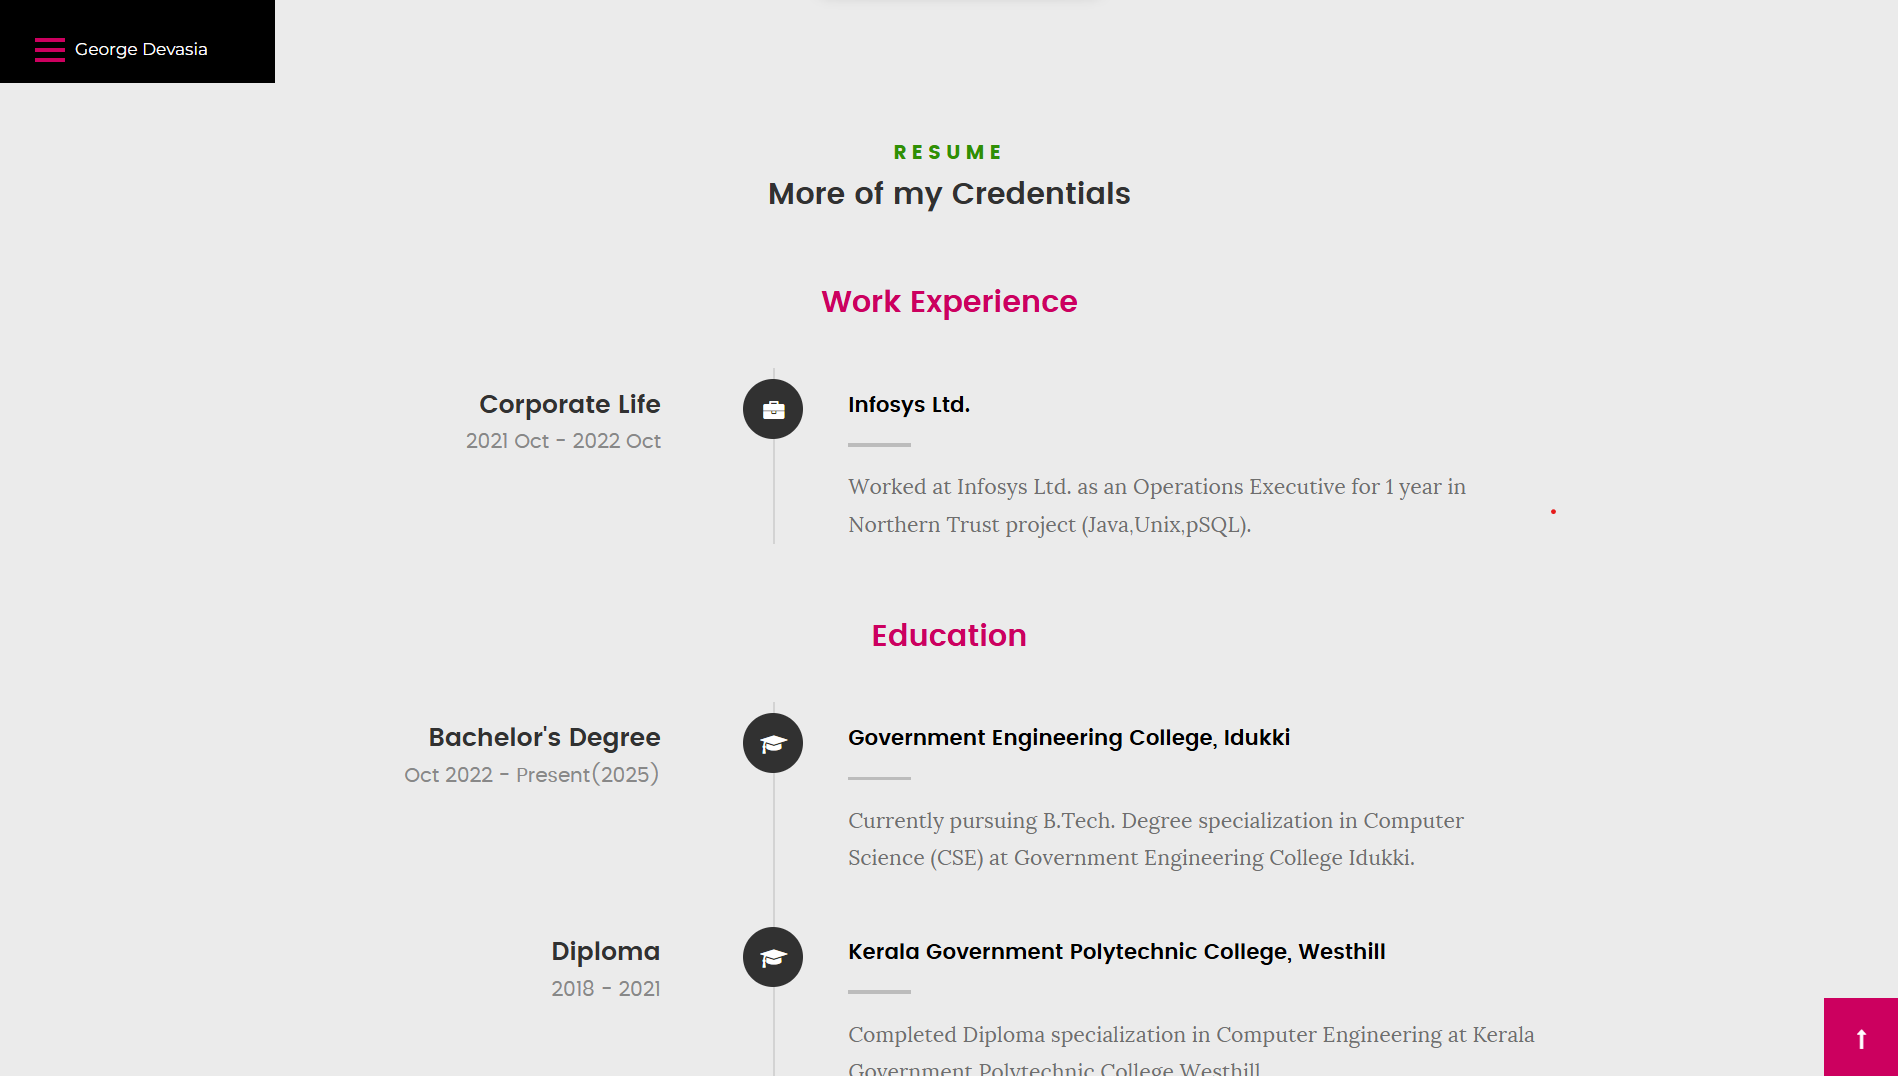 George Devasia
RESUME
More of my Credentials
Work Experience
Corporate Life
2021 Oct - 2022 Oct
Infosys Ltd.
Worked at Infosys Ltd. as an Operations Executive for 1 year in
Northern Trust project (Java,Unix,pSQL).
Education
Bachelor's Degree
Oct 2022 - Present(2025)
Government Engineering College, Idukki
Currently pursuing B.Tech. Degree specialization in Computer
Science (CSE) at Government Engineering College Idukki.
Diploma
2018 - 2021
Kerala Government Polytechnic College, Westhill
Completed Diploma specialization in Computer Engineering at Kerala
Government Polytechnic College Westhill